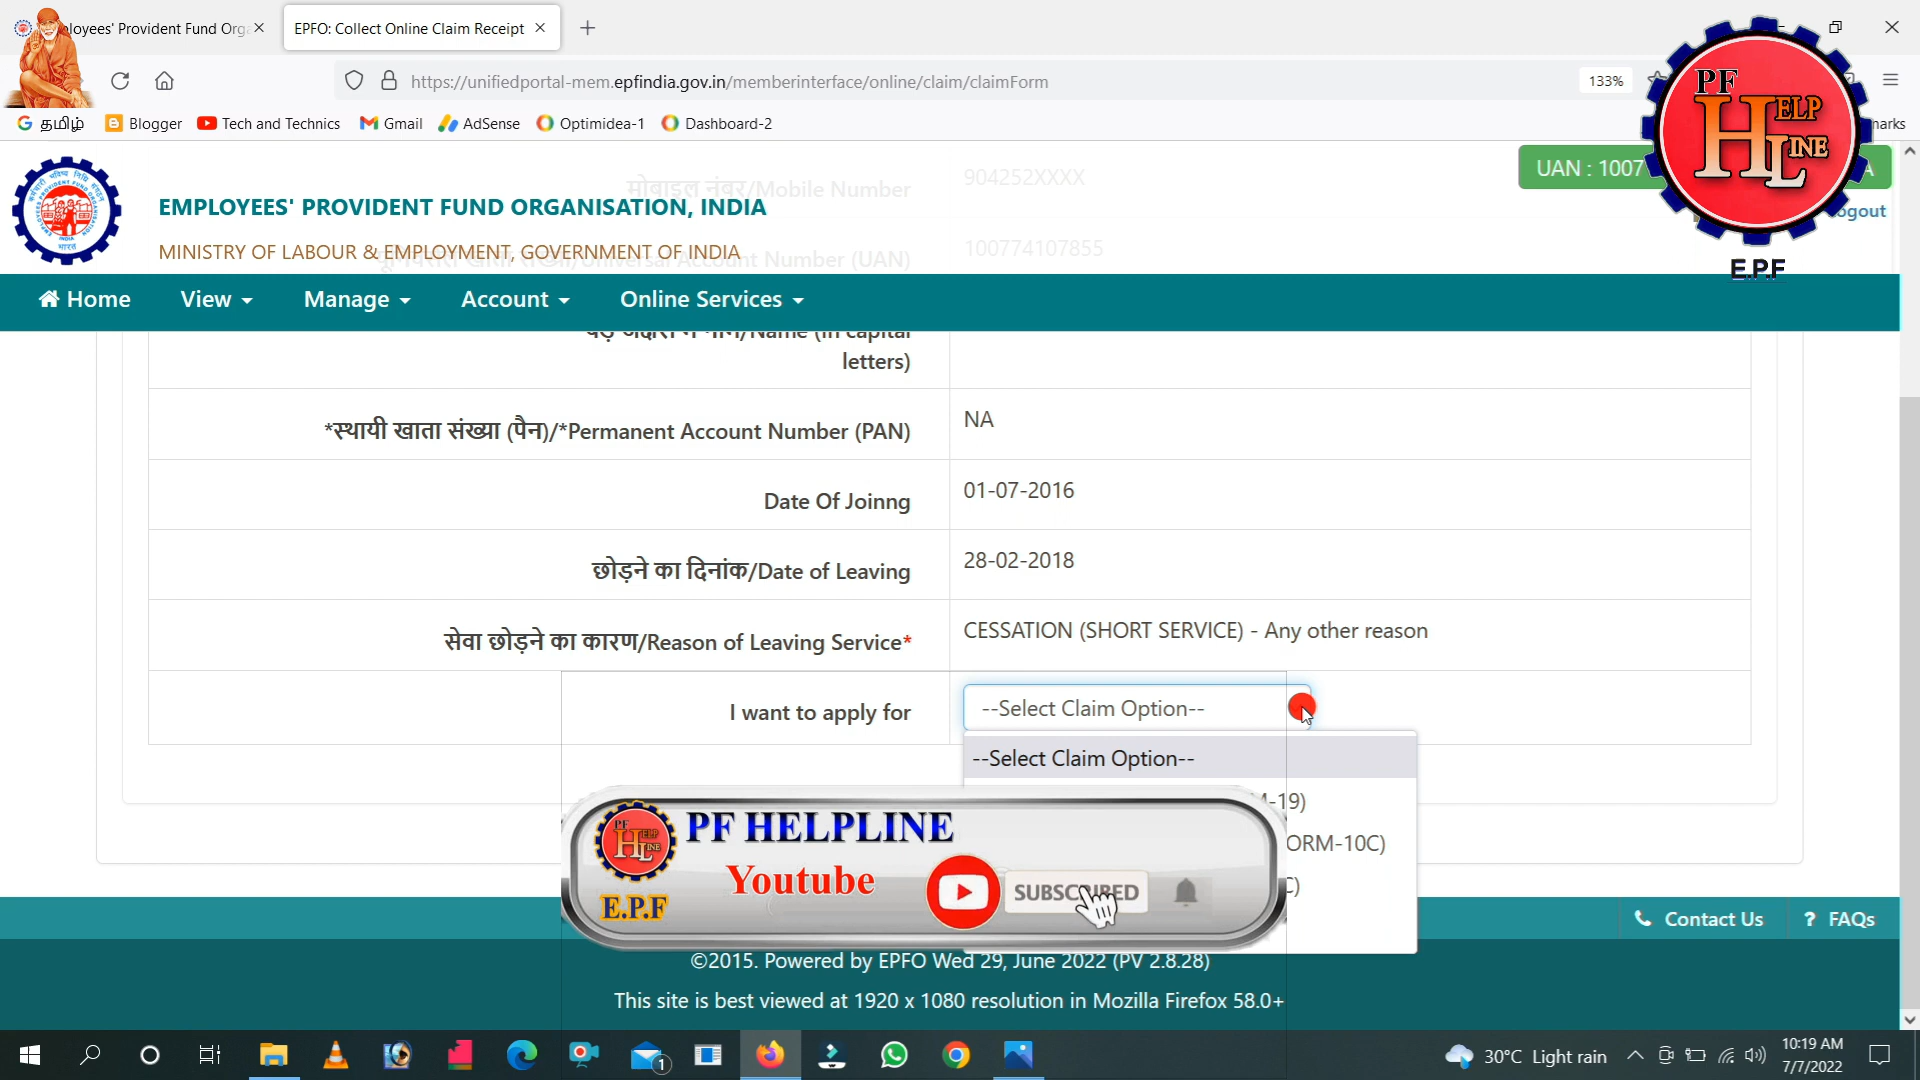 Provident Fund Orga
EPFO: Collect Online Claim Receipt
https://unifiedportal-mem.epfindia.gov.in/memberinterface/online/claim/claimForm
133%
தமிழ்
Blogger
Tech and Technics
Gmail
AdSense
Optimidea-1
Dashboard-2
PF
HELP
LINE
E.P.F
EMPLOYEES' PROVIDENT FUND ORGANISATION, INDIA
MINISTRY OF LABOUR & EMPLOYMENT, GOVERNMENT OF INDIA
मोबाइल नंबर/Mobile Number
904252XXXX
Account Number (UAN)
100774107855
UAN : 1007
Home
View
Manage
Account
Online Services
letters)
*स्थायी खाता संख्या (पैन)/*Permanent Account Number (PAN)
NA
Date Of Joinng
01-07-2016
छोड़ने का दिनांक/Date of Leaving
28-02-2018
सेवा छोड़ने का कारण/Reason of Leaving Service*
CESSATION (SHORT SERVICE) - Any other reason
I want to apply for
--Select Claim Option--
--Select Claim Option--
-19)
ORM-10C)
PF HELPLINE
Youtube
SUBSCRIBED
E.P.F
Contact Us
? FAQs
©2015. Powered by EPFO Wed 29, June 2022 (PV 2.8.28)
This site is best viewed at 1920 x 1080 resolution in Mozilla Firefox 58.0+
1
30°C Light rain
10:19 AM
7/7/2022